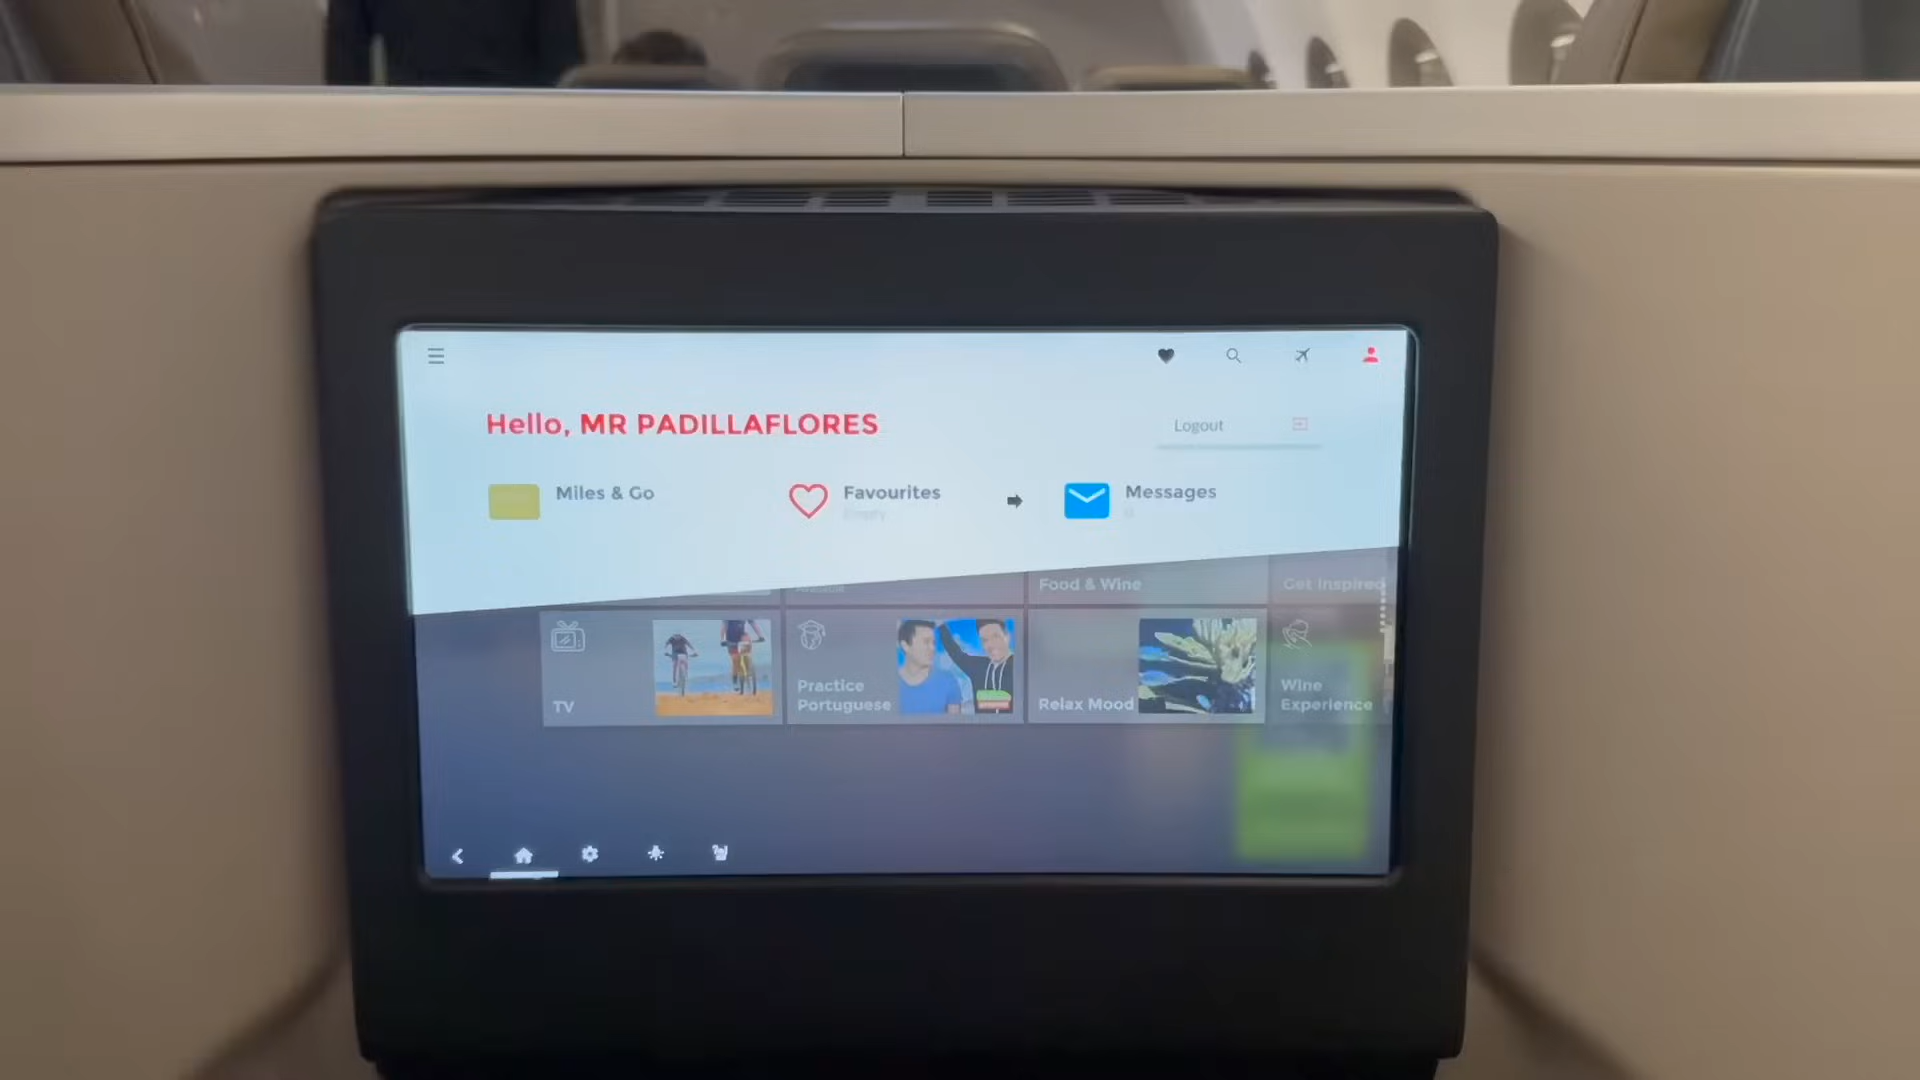 Hello, MR PADILLAFLORES
Logout
Miles & Go
Favourites
Empty
Messages
Food & Wine
Get Inspired
TV
Practice
Portuguese
Relax Mood
Wine
Experience